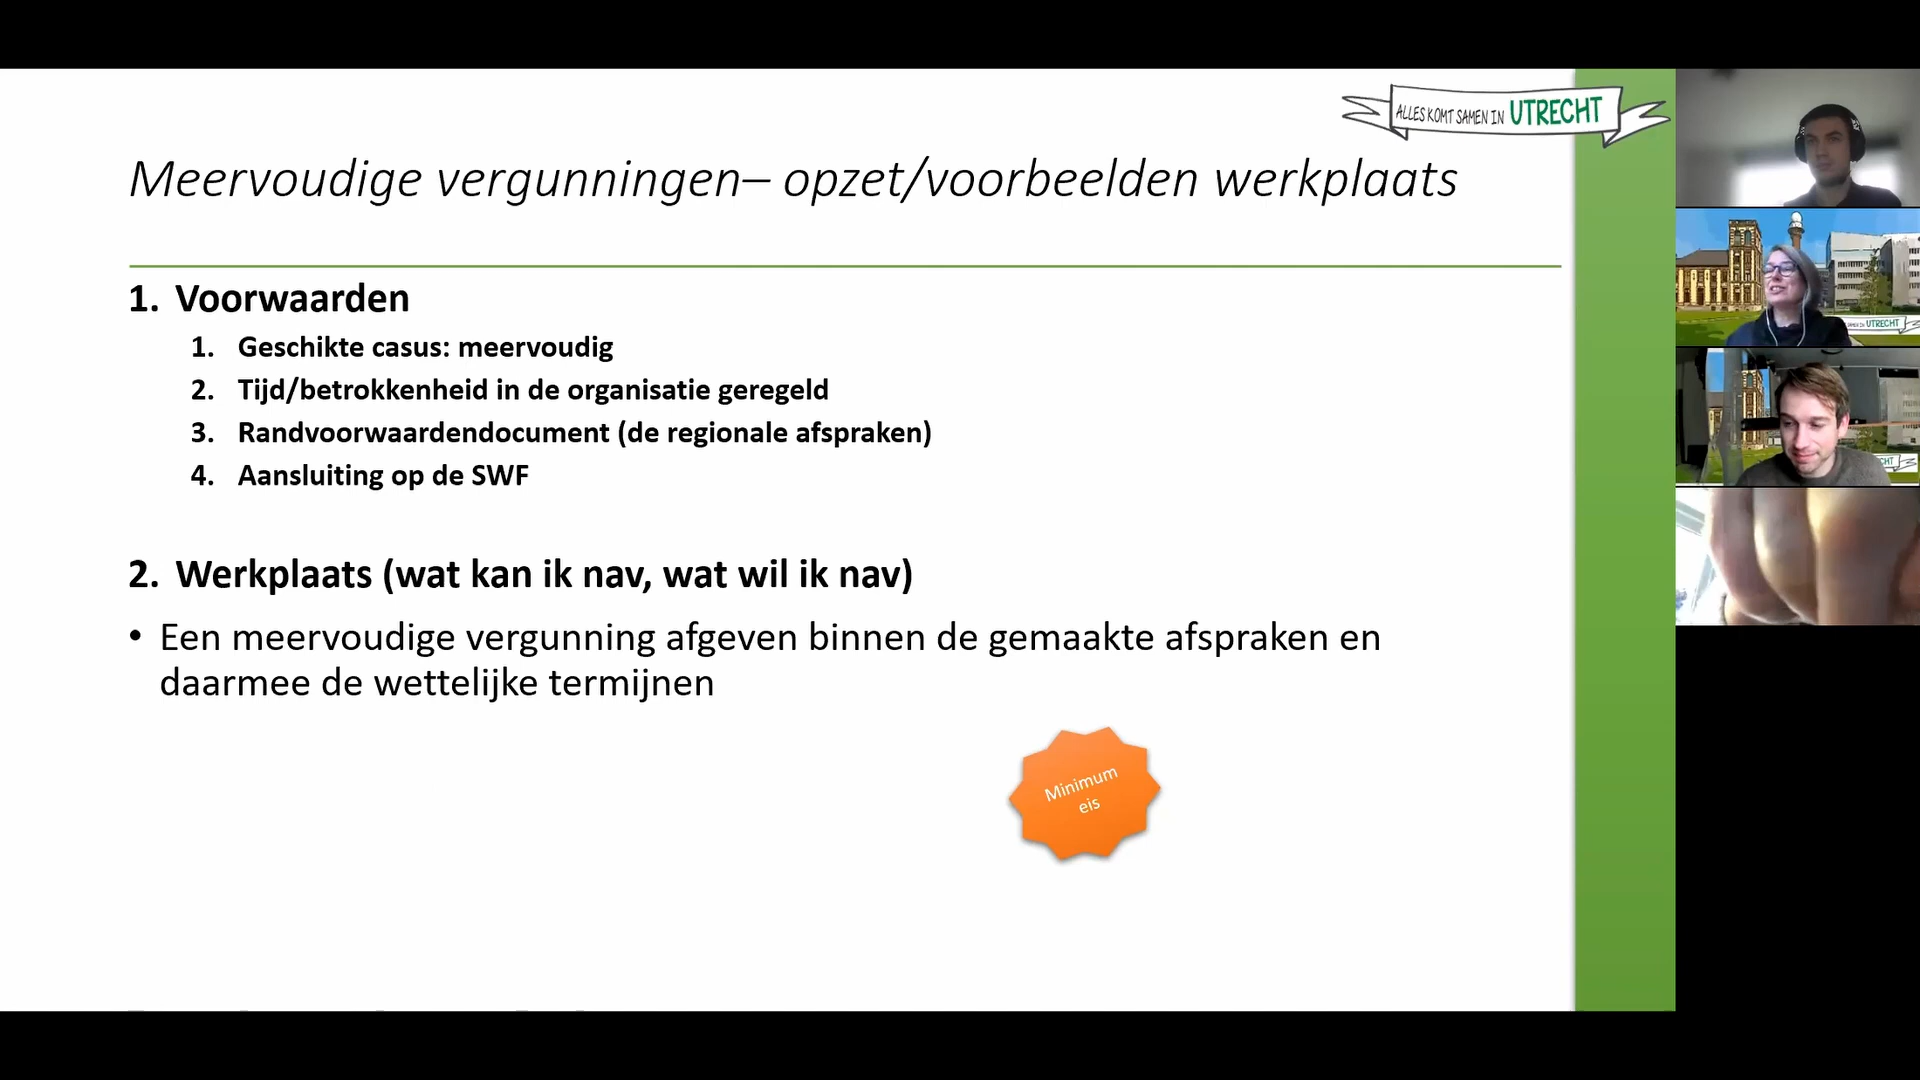 ALLES KOMT SAMEN IN UTRECHT
Meervoudige vergunningen– opzet/voorbeelden werkplaats
1. Voorwaarden
1. Geschikte casus: meervoudig
2. Tijd/betrokkenheid in de organisatie geregeld
3. Randvoorwaardendocument (de regionale afspraken)
4. Aansluiting op de SWF
2. Werkplaats (wat kan ik nav, wat wil ik nav)
• Een meervoudige vergunning afgeven binnen de gemaakte afspraken en
daarmee de wettelijke termijnen
Minimum
eis
SAMEN IN UTRECHT